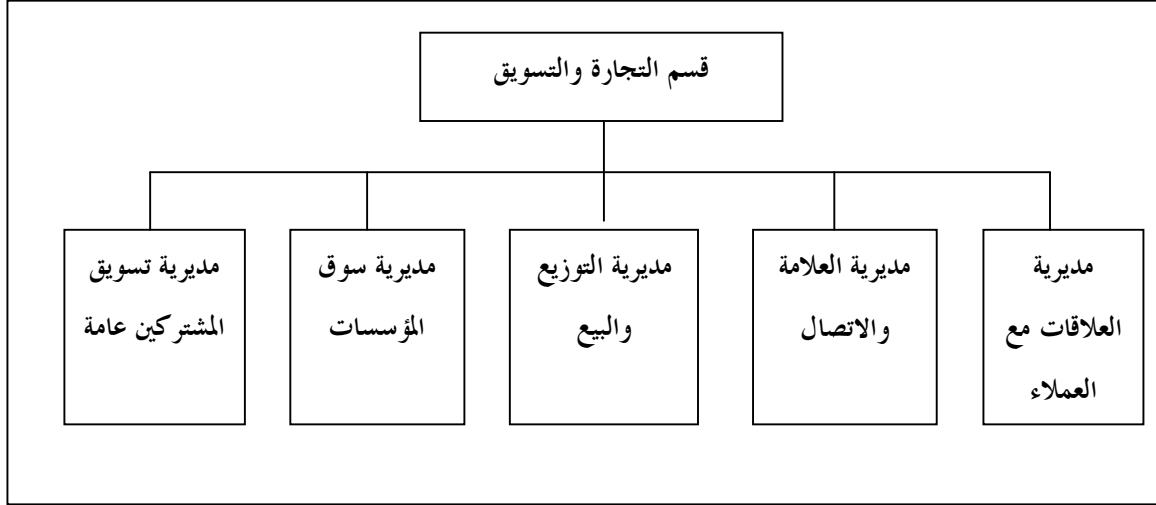 قسم التجارة والتسويق
مديرية
العلاقات مع
العملاء
مديرية العلامة
والاتصال
مديرية التوزيع
والبيع
مديرية سوق
المؤسسات
مديرية تسويق
المشتركين عامة